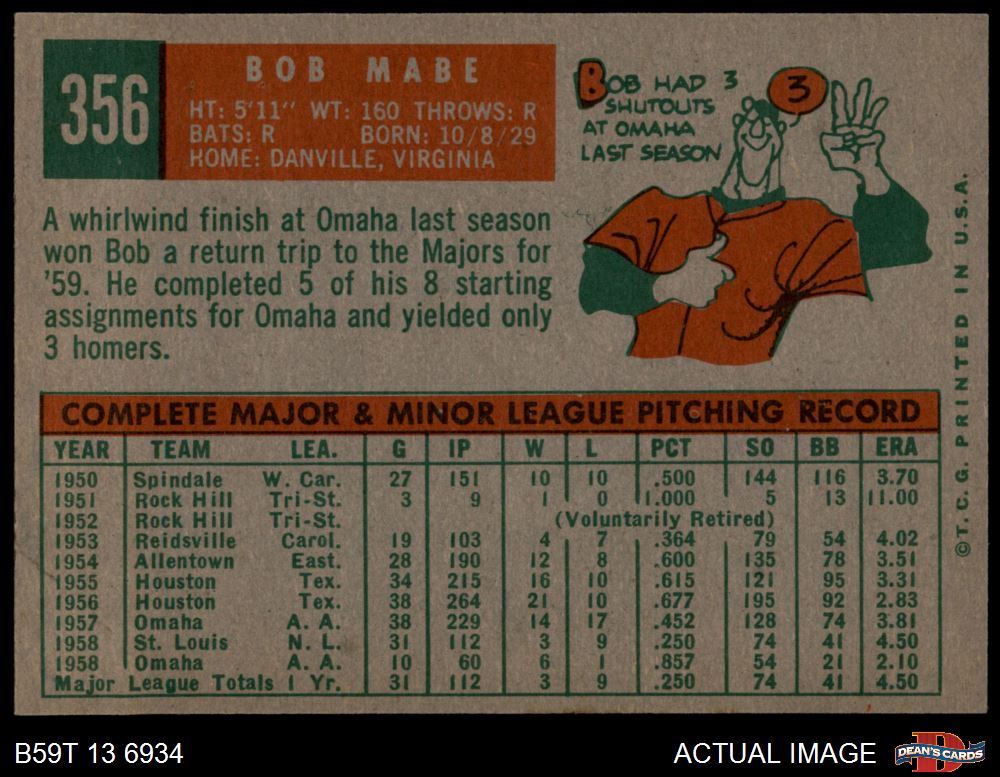 356
BOB MABE
HT: 5'11" WT: 160 THROWS: R
BATS: R BORN: 10/8/29
HOME: DANVILLE, VIRGINIA
BOB HAD 3
SHUTOUTS
AT OMAHA
LAST SEASON
3
A whirlwind finish at Omaha last season
won Bob a return trip to the Majors for
'59. He completed 5 of his 8 starting
assignments for Omaha and yielded only
3 homers.
COMPLETE MAJOR & MINOR LEAGUE PITCHING RECORD
YEAR TEAM LEA. G IP W L PCT SO BB ERA
1950 Spindale W. Car. 27 151 10 10 .500 144 116 3.70
1951 Rock Hill Tri-St. 3 9 1 0 1.000 5 13 11.00
1952 Rock Hill Tri-St. (Voluntarily Retired)
1953 Reidsville Carol. 19 103 4 7 .364 79 54 4.02
1954 Allentown East. 28 190 12 8 .600 135 78 3.51
1955 Houston Tex. 34 215 16 10 .615 121 95 3.31
1956 Houston Tex. 38 264 21 10 .677 195 92 2.83
1957 Omaha A. A. 38 229 14 17 .452 128 74 3.81
1958 St. Louis N. L. 31 112 3 9 .250 74 41 4.50
1958 Omaha A. A. 10 60 6 1 .857 54 21 2.10
Major League Totals 1 Yr. 31 112 3 9 .250 74 41 4.50
©T. C. G. PRINTED IN U.S.A.
B59T 13 6934
ACTUAL IMAGE
D
DEAN'S CARDS